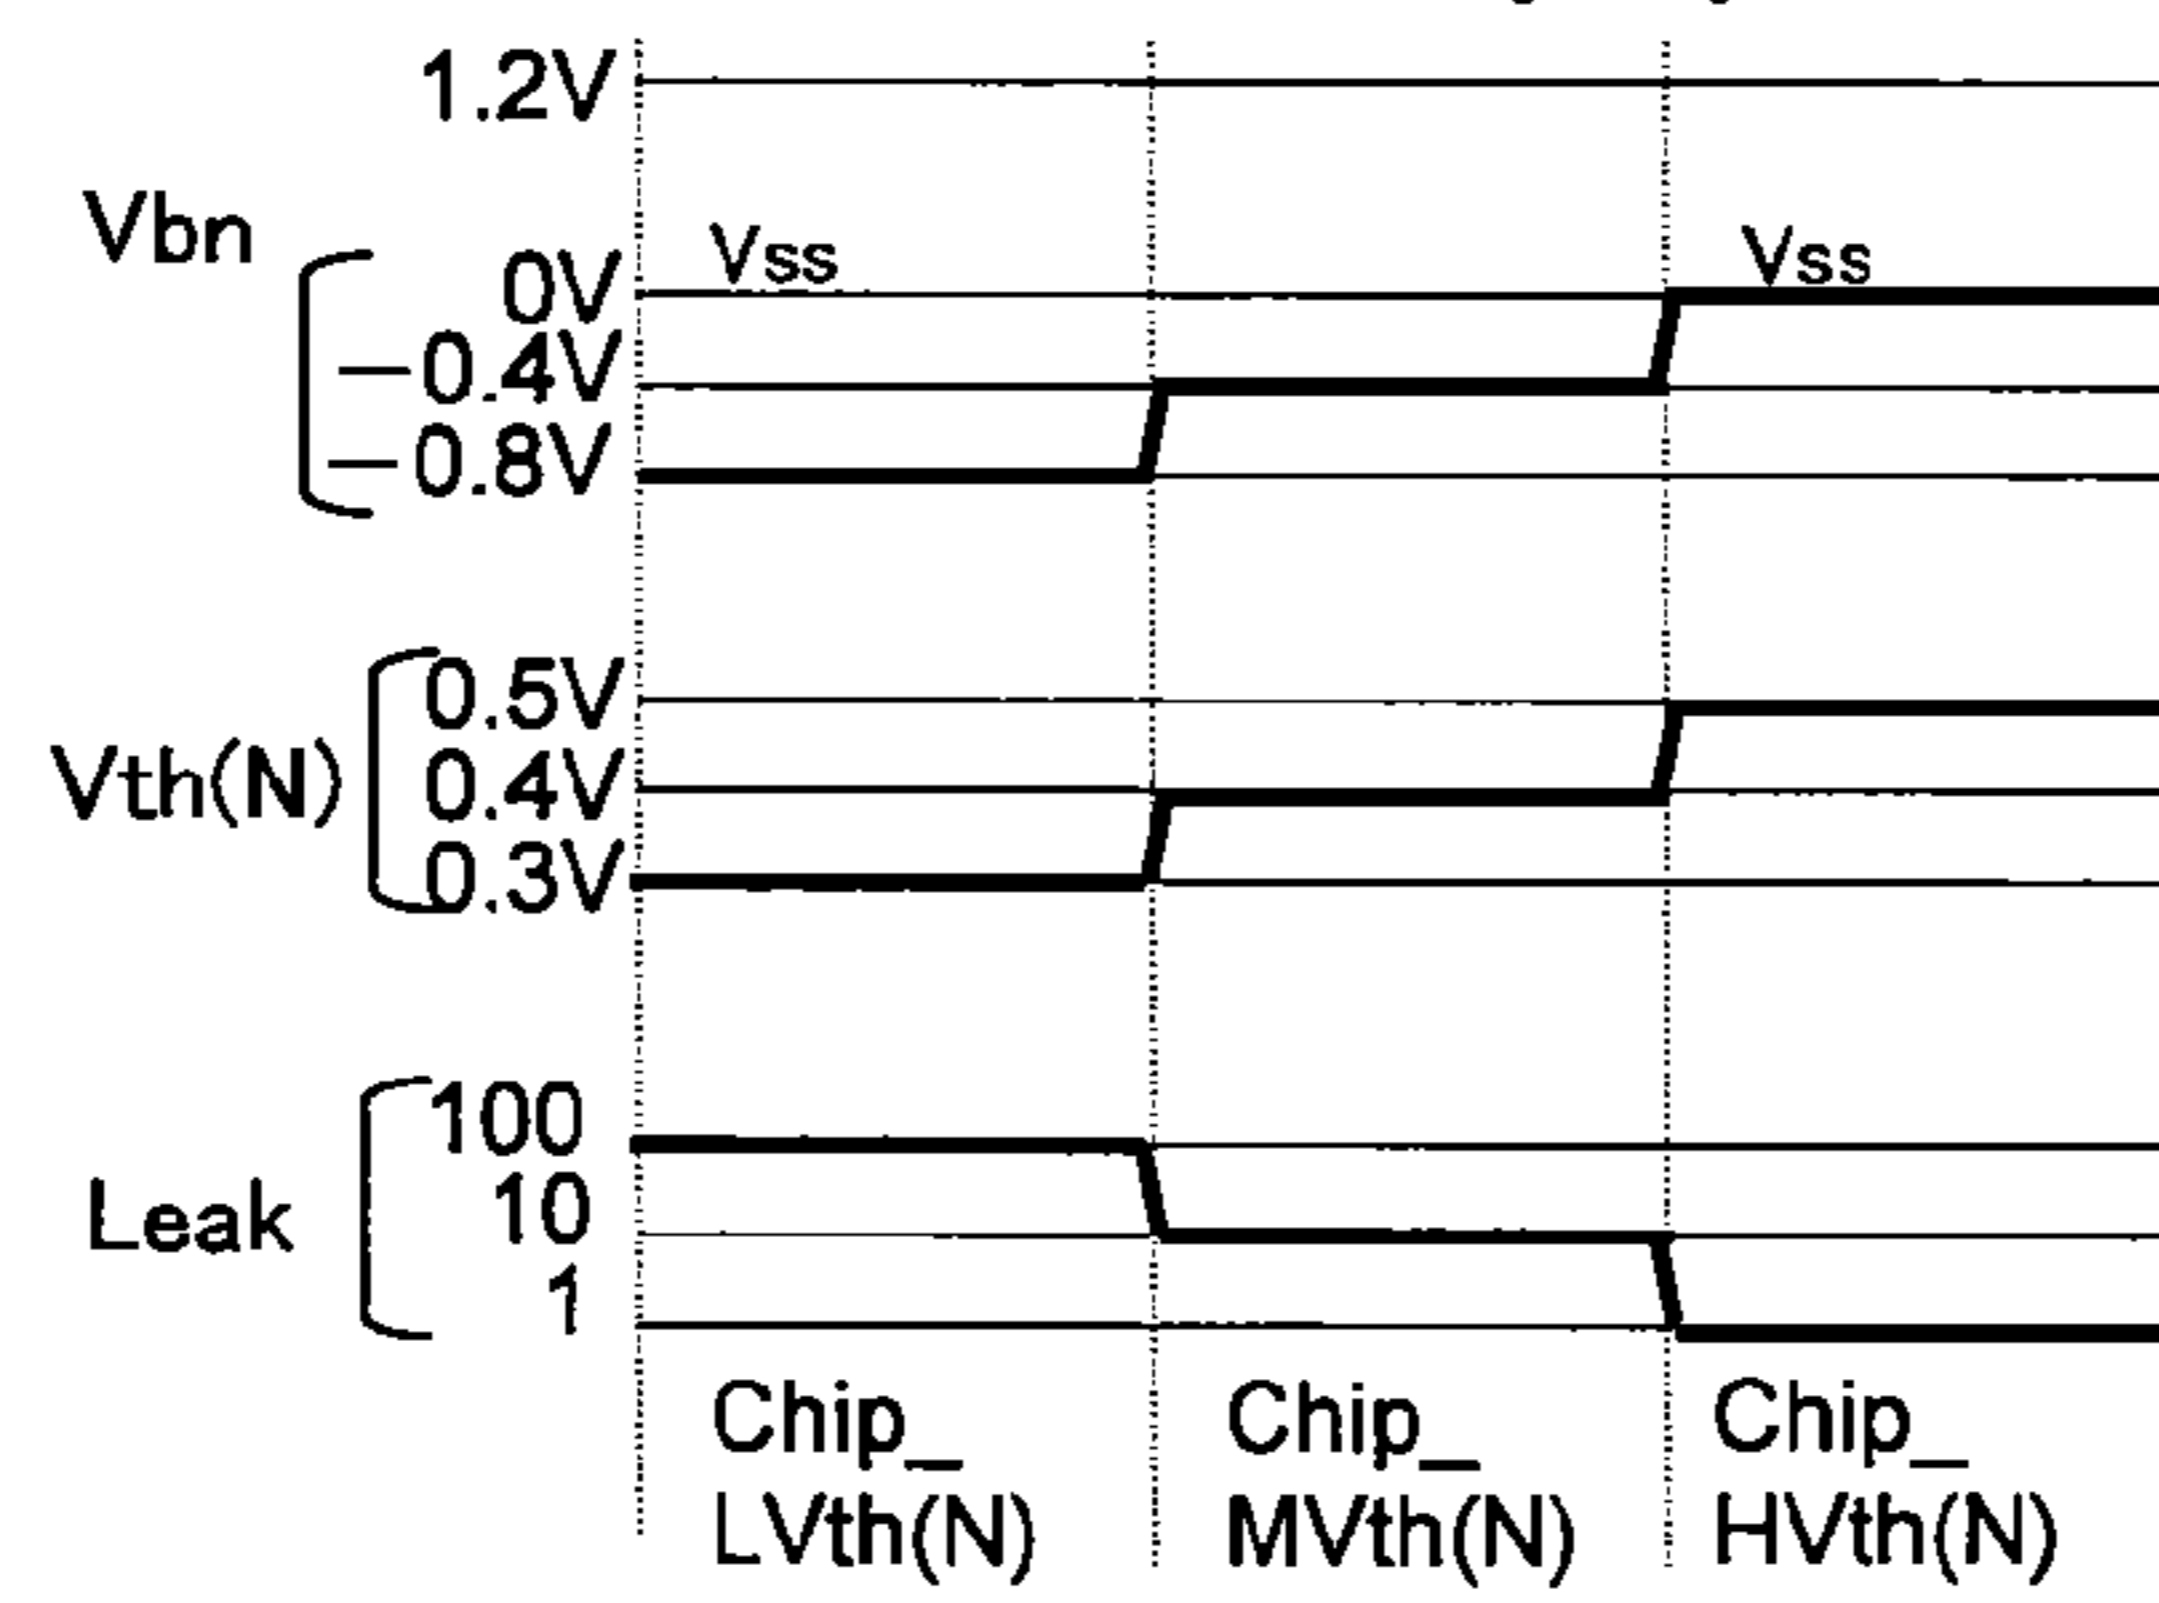 1.2V
Vbn
Vss
Vss
0V
—0.4V
—0.8V
0.5V
Vth(N)
0.4V
0.3V
100
10
Leak
1
Chip_
LVth(N)
Chip_
MVth(N)
Chip_
HVth(N)